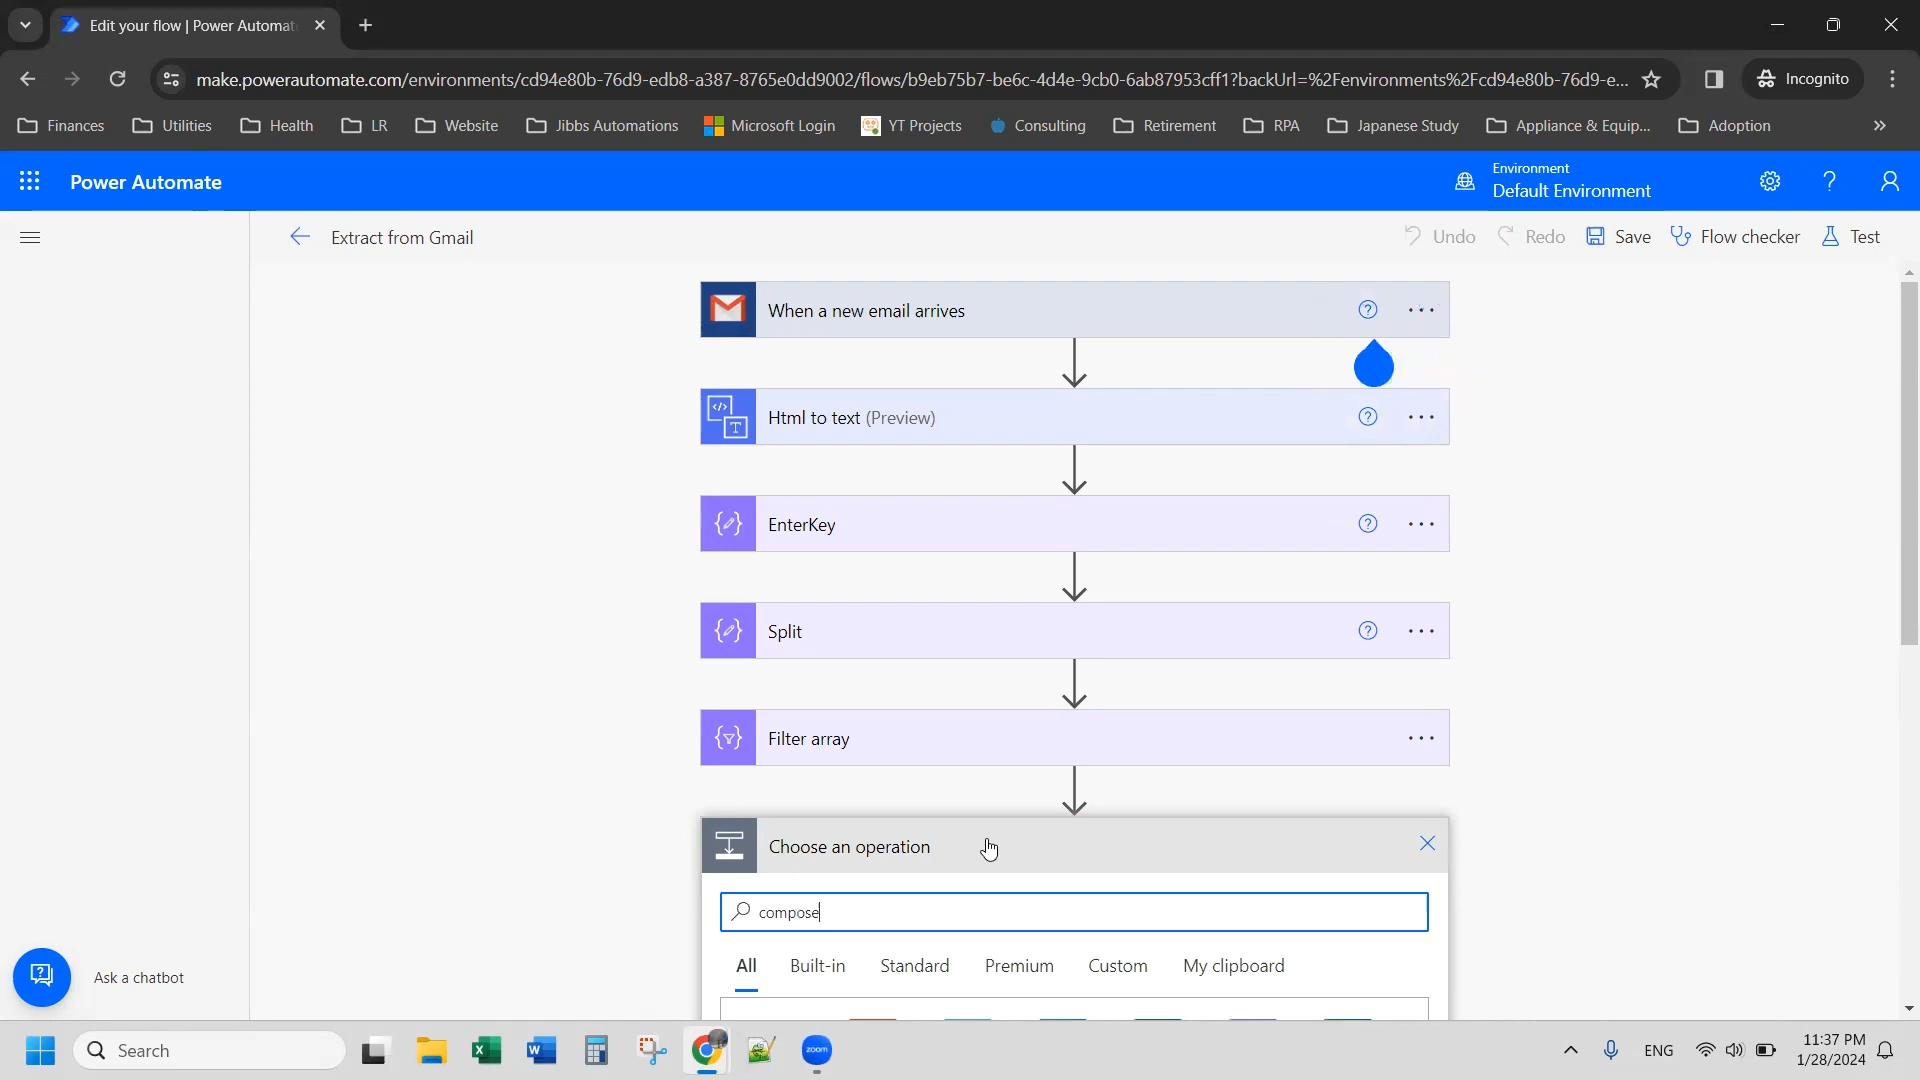 Edit your flow | Power Automat
make.powerautomate.com/environments/cd94e80b-76d9-edb8-a387-8765e0dd9002/flows/b9eb75b7-be6c-4d4e-9cb0-6ab87953cff1?backUrl=%2Fenvironments%2Fcd94e80b-76d9-e...
Incognito
Finances
Utilities
Health
LR
Website
Jibbs Automations
Microsoft Login
YT Projects
Consulting
Retirement
RPA
Japanese Study
Appliance & Equip...
Adoption
»
Power Automate
Environment
Default Environment
Extract from Gmail
Undo
Redo
Save
Flow checker
Test
When a new email arrives
Html to text (Preview)
EnterKey
Split
Filter array
Choose an operation
compose
All
Built-in
Standard
Premium
Custom
My clipboard
Ask a chatbot
Search
zoom
ENG
11:37 PM
1/28/2024